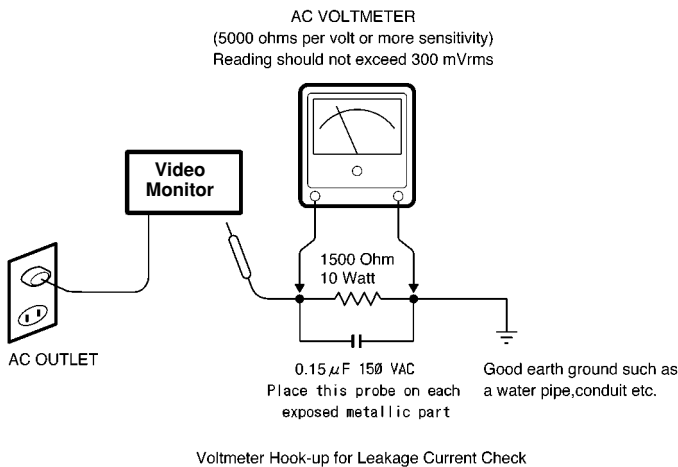 AC VOLTMETER
(5000 ohms per volt or more sensitivity)
Reading should not exceed 300 mVrms
Video
Monitor
1500 Ohm
10 Watt
AC OUTLET
0.15μF 150 VAC
Place this probe on each
exposed metallic part
Good earth ground such as
a water pipe,conduit etc.
Voltmeter Hook-up for Leakage Current Check